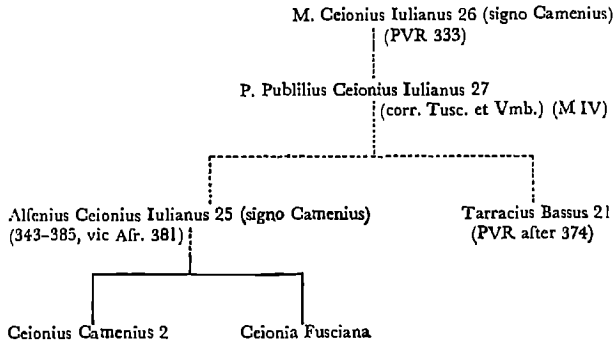 M. Ceionius Iulianus 26 (signo Camenius)
(PVR 333)
P. Publilius Ceionius Iulianus 27
(corr. Tusc. et Vmb.) (M IV)
Alfenius Ceionius Iulianus 25 (signo Camenius)
(343-385, vic Afr. 381)
Tarracius Bassus 21
(PVR after 374)
Ceionius Camenius 2
Ceionia Fusciana